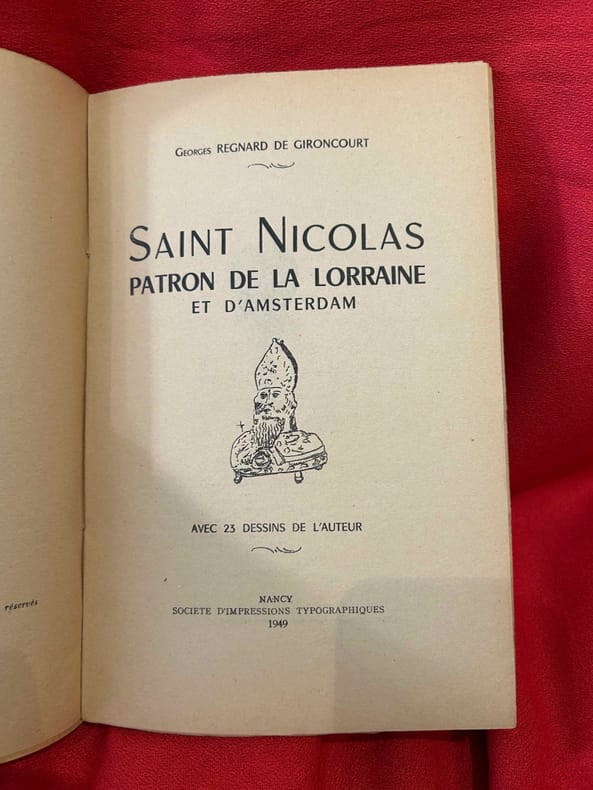 réservés
Georges REGNARD DE GIRONCOURT
SAINT NICOLAS
PATRON DE LA LORRAINE
ET D'AMSTERDAM
AVEC 23 DESSINS DE L'AUTEUR
NANCY
SOCIETE D'IMPRESSIONS TYPOGRAPHIQUES
1949